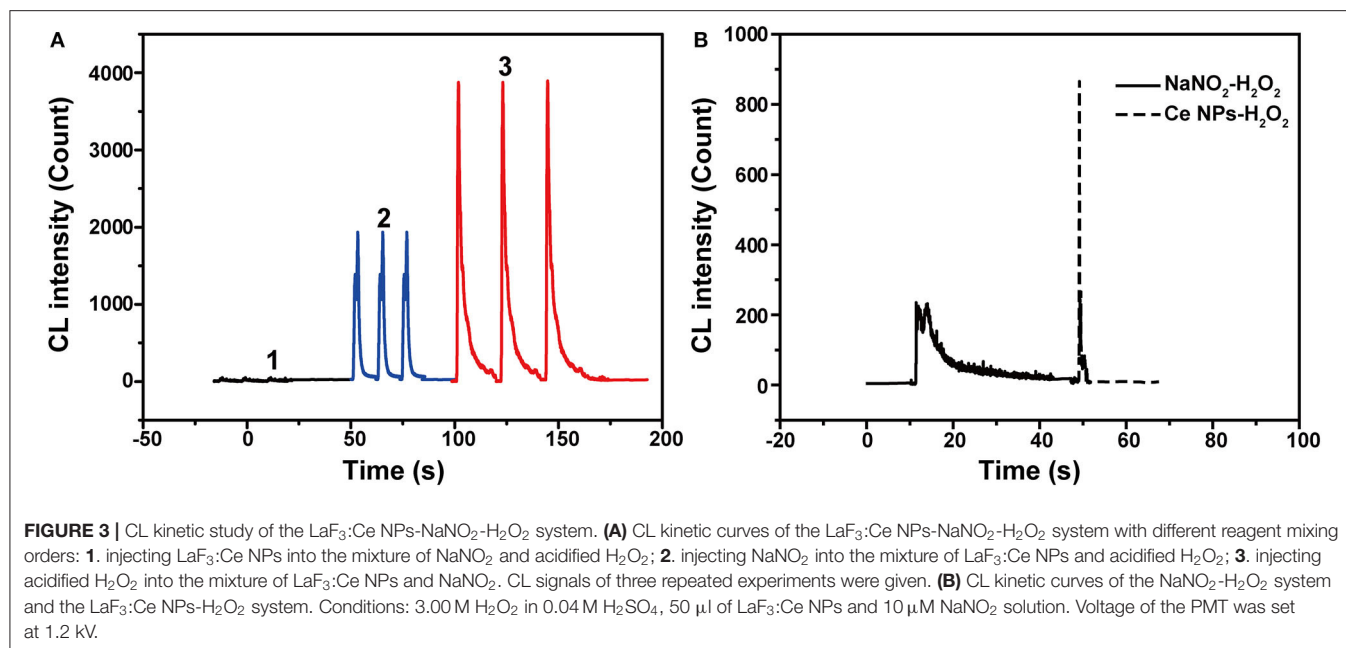 A
CL intensity (Count)
4000
3000
2000
1000
0
1
2
3
-50
0
50
100
150
200
Time (s)
B
CL intensity (Count)
1000
800
600
400
200
0
NaNO₂-H₂O₂
Ce NPs-H₂O₂
-20
0
20
40
60
80
100
Time (s)
FIGURE 3 | CL kinetic study of the LaF₃:Ce NPs-NaNO₂-H₂O₂ system. (A) CL kinetic curves of the LaF₃:Ce NPs-NaNO₂-H₂O₂ system with different reagent mixing
orders: 1. injecting LaF₃:Ce NPs into the mixture of NaNO₂ and acidified H₂O₂; 2. injecting NaNO₂ into the mixture of LaF₃:Ce NPs and acidified H₂O₂; 3. injecting
acidified H₂O₂ into the mixture of LaF₃:Ce NPs and NaNO₂. CL signals of three repeated experiments were given. (B) CL kinetic curves of the NaNO₂-H₂O₂ system
and the LaF₃:Ce NPs-H₂O₂ system. Conditions: 3.00 M H₂O₂ in 0.04 M H₂SO₄, 50 μl of LaF₃:Ce NPs and 10 μM NaNO₂ solution. Voltage of the PMT was set
at 1.2 kV.